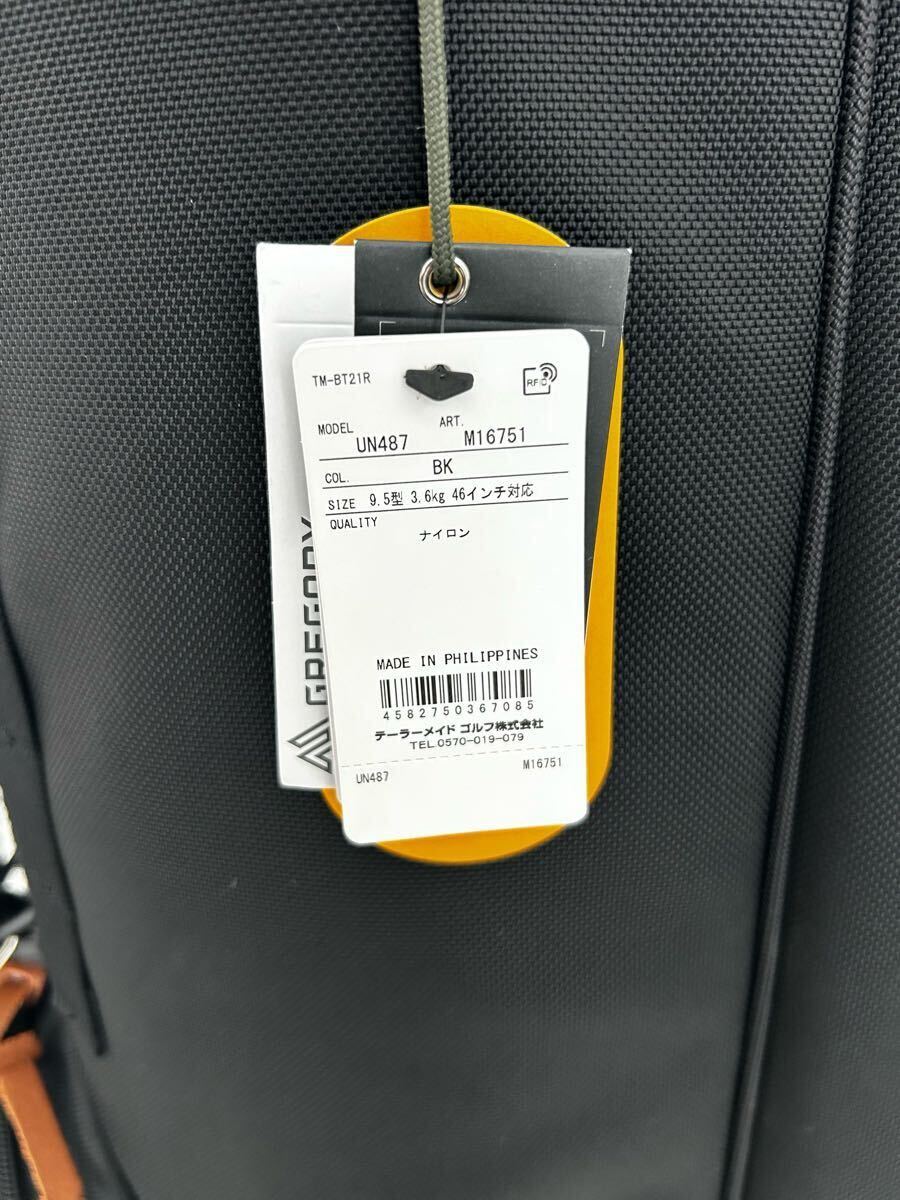 TM-BT21R
RFID
MODEL UN487 ART. M16751
COL. BK
SIZE 9.5型 3.6kg 46インチ対応
QUALITY
ナイロン
MADE IN PHILIPPINES
4582750367085
テーラーメイド ゴルフ株式会社
TEL.0570-019-079
UN487 M16751
GREGORY